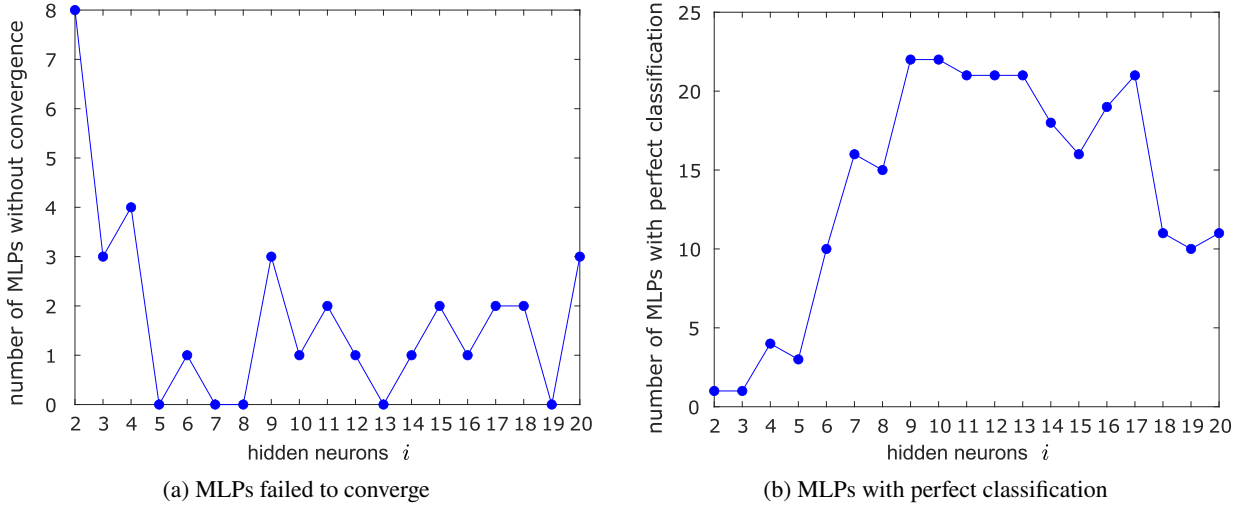 number of MLPs without convergence
8
7
6
5
4
3
2
1
0
2 3 4 5 6 7 8 9 10 11 12 13 14 15 16 17 18 19 20
hidden neurons i
(a) MLPs failed to converge
number of MLPs with perfect classification
25
20
15
10
5
0
2 3 4 5 6 7 8 9 10 11 12 13 14 15 16 17 18 19 20
hidden neurons i
(b) MLPs with perfect classification